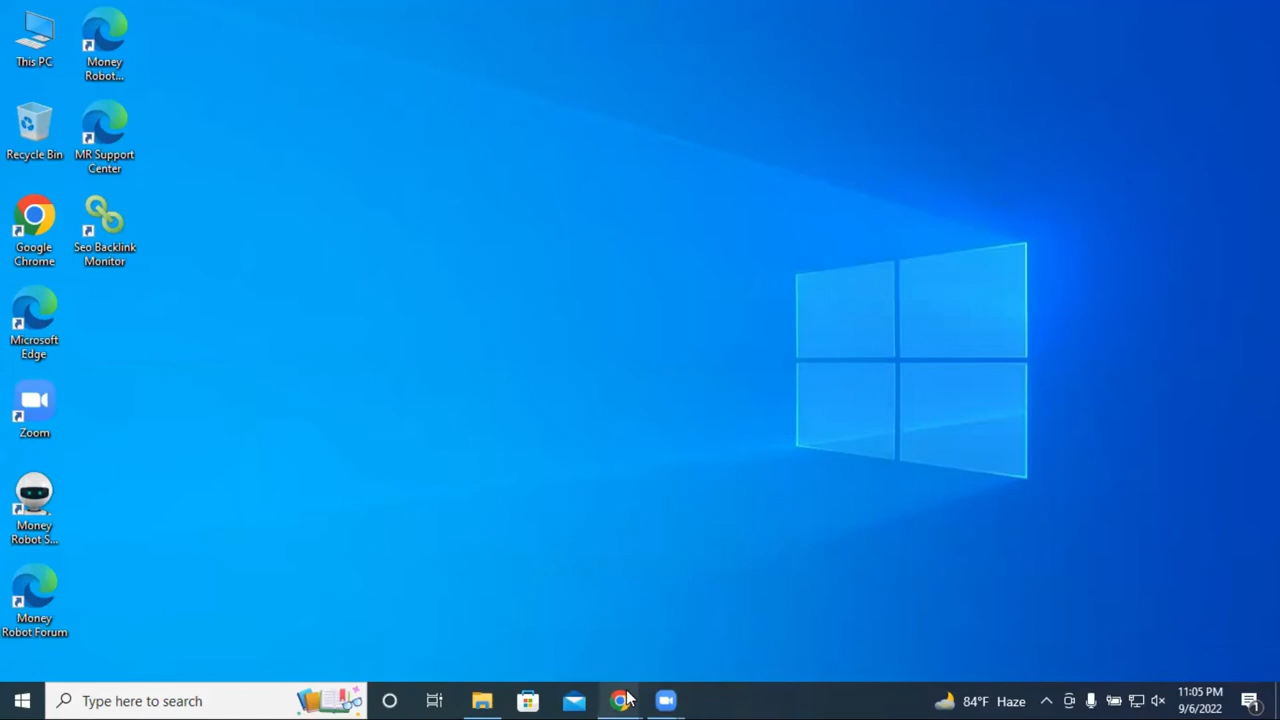 This PC
Money
Robot...
Recycle Bin
MR Support
Center
Google
Chrome
Seo Backlink
Monitor
Microsoft
Edge
Zoom
Money
Robot S...
Money
Robot Forum
Type here to search
84°F Haze
11:05 PM
9/6/2022
1